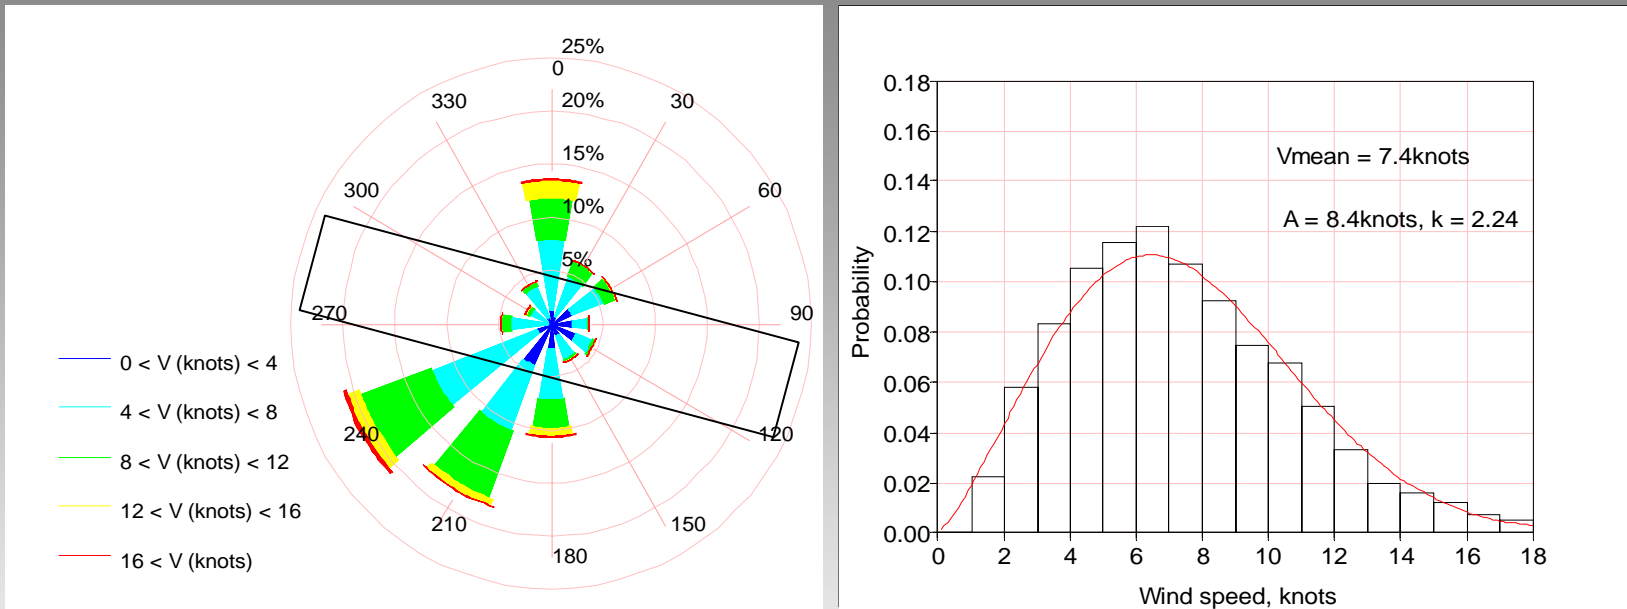 25%
0
330
20%
30
15%
300
60
10%
5%
270
90
0 < V (knots) < 4
4 < V (knots) < 8
240
120
8 < V (knots) < 12
12 < V (knots) < 16
210
150
180
16 < V (knots)
0.18
0.16
Vmean = 7.4knots
0.14
A = 8.4knots, k = 2.24
0.12
0.10
Probability
0.08
0.06
0.04
0.02
0.00
0 2 4 6 8 10 12 14 16 18
Wind speed, knots